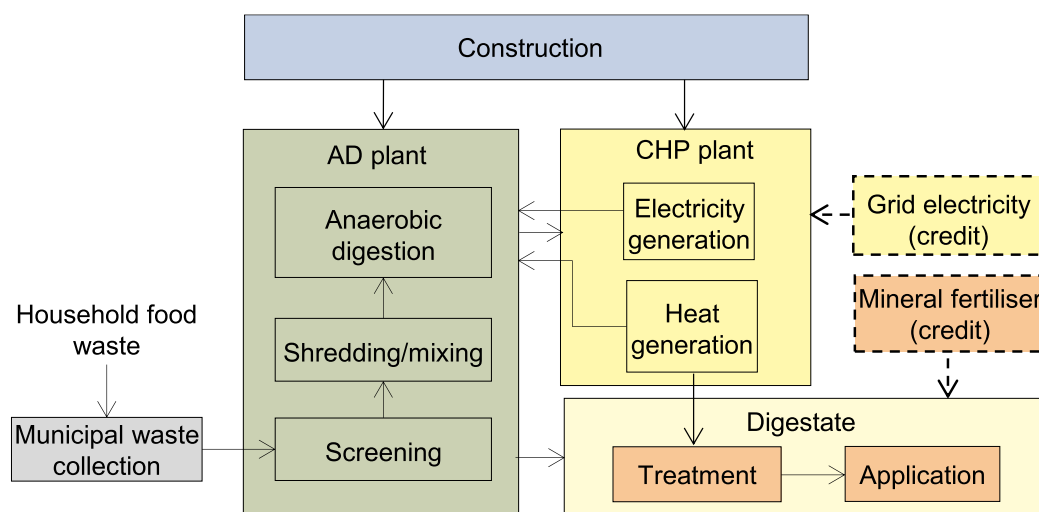 Construction
AD plant
CHP plant
Anaerobic
digestion
Electricity
generation
Grid electricity
(credit)
Household food
waste
Shredding/mixing
Heat
generation
Mineral fertiliser
(credit)
Municipal waste
collection
Screening
Digestate
Treatment
Application